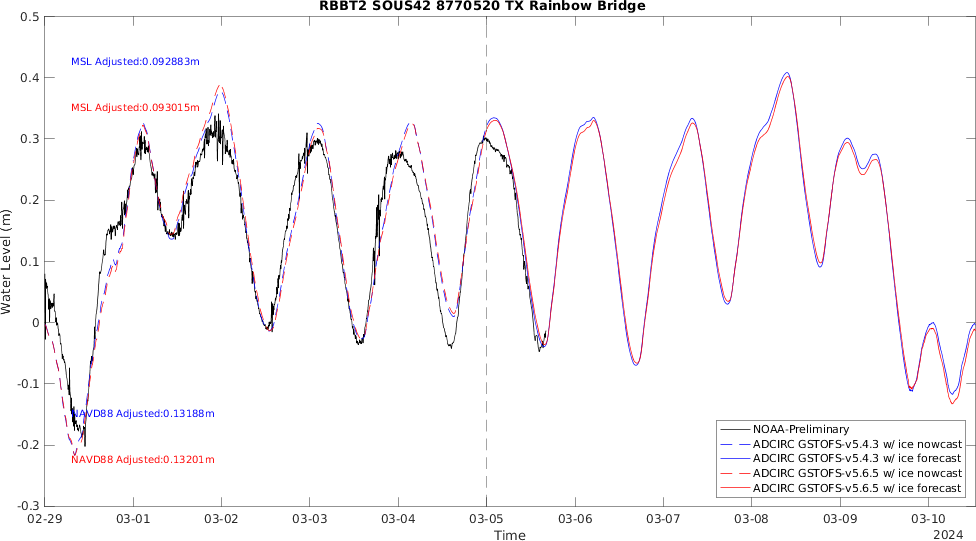 RBBT2 SOUS42 8770520 TX Rainbow Bridge
0.5
0.4
0.3
0.2
0.1
0
-0.1
-0.2
-0.3
Water Level (m)
MSL Adjusted:0.092883m
MSL Adjusted:0.093015m
NAVD88 Adjusted:0.13188m
NAVD88 Adjusted:0.13201m
NOAA-Preliminary
ADCIRC GSTOFS-v5.4.3 w/ ice nowcast
ADCIRC GSTOFS-v5.4.3 w/ ice forecast
ADCIRC GSTOFS-v5.6.5 w/ ice nowcast
ADCIRC GSTOFS-v5.6.5 w/ ice forecast
02-29 03-01 03-02 03-03 03-04 03-05 03-06 03-07 03-08 03-09 03-10
Time
2024